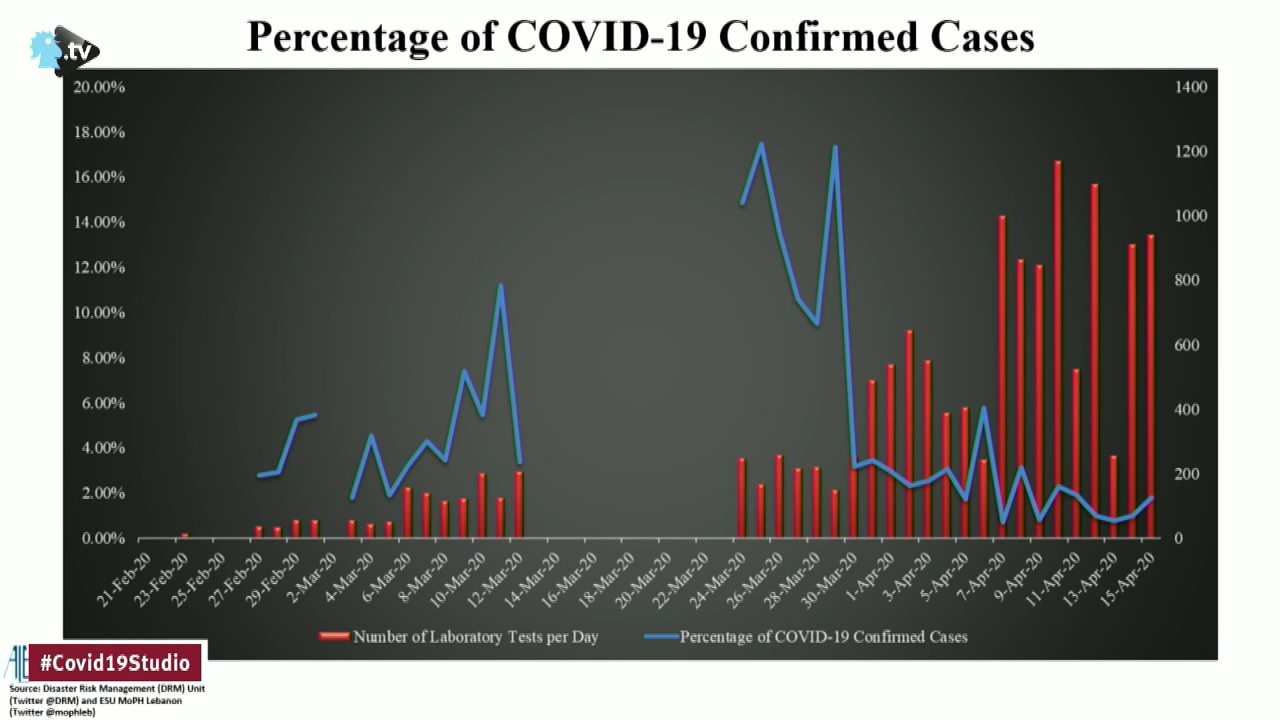 .tv
Percentage of COVID-19 Confirmed Cases
20.00%
18.00%
16.00%
14.00%
12.00%
10.00%
8.00%
6.00%
4.00%
2.00%
0.00%
1400
1200
1000
800
600
400
200
0
21-Feb-20
23-Feb-20
25-Feb-20
27-Feb-20
29-Feb-20
2-Mar-20
4-Mar-20
6-Mar-20
8-Mar-20
10-Mar-20
12-Mar-20
14-Mar-20
16-Mar-20
18-Mar-20
20-Mar-20
22-Mar-20
24-Mar-20
26-Mar-20
28-Mar-20
30-Mar-20
1-Apr-20
3-Apr-20
5-Apr-20
7-Apr-20
9-Apr-20
11-Apr-20
13-Apr-20
15-Apr-20
Number of Laboratory Tests per Day
Percentage of COVID-19 Confirmed Cases
#Covid19Studio
Source: Disaster Risk Management (DRM) Unit
(Twitter @DRM) and ESU MoPH Lebanon
(Twitter @mophleb)